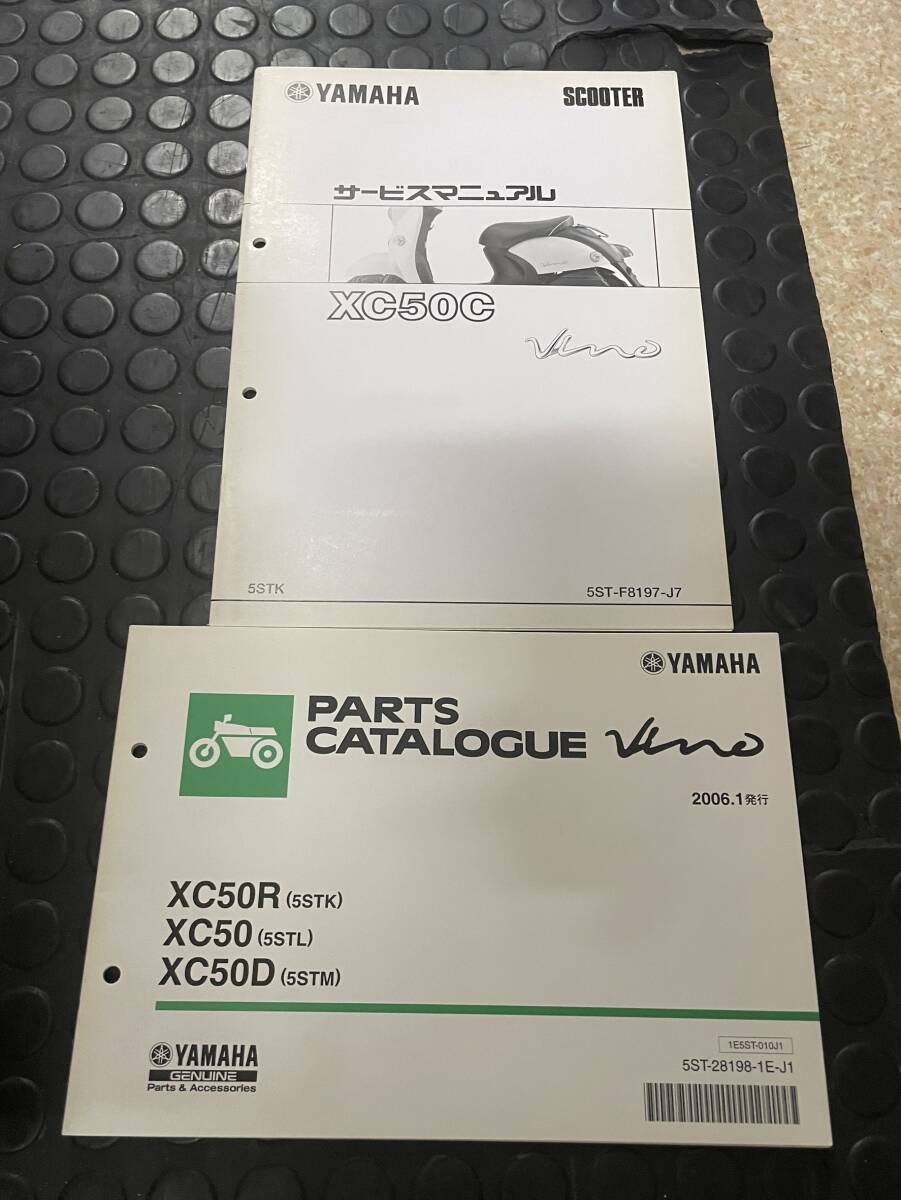 YAMAHA SCOOTER
サービスマニュアル
XC50C
Vino
5STK 5ST-F8197-J7
YAMAHA
PARTS
CATALOGUE Vino
2006.1発行
XC50R (5STK)
XC50 (5STL)
XC50D (5STM)
YAMAHA
GENUINE
Parts & Accessories
1E5ST-010J1
5ST-28198-1E-J1